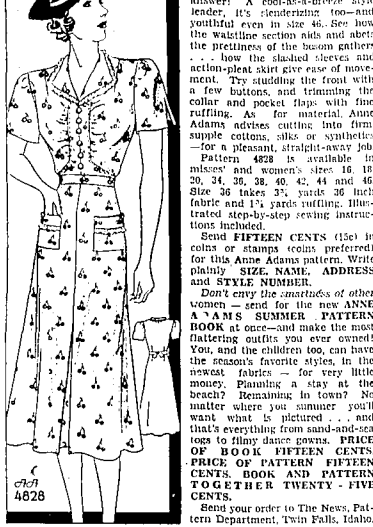 answer! A cool-as-a-breeze style
leader, it's slenderizing too—and
youthful even in size 46. See how
the waistline section aids and abets
the prettiness of the bosom gathers
. . . how the slashed sleeves and
action-pleat skirt give ease of move-
ment. Try studding the front with
a few buttons, and trimming the
collar and pocket flaps with fine
ruffling. As for material, Anne
Adams advises cutting into firm,
supple cottons, silks or synthetics
—for a pleasant, straight-away job.
Pattern 4828 is available in
misses' and women's sizes 16, 18,
20, 34, 36, 38, 40, 42, 44 and 46.
Size 36 takes yards 36 inch
fabric and yards ruffling. Illus-
trated step-by-step sewing instruc-
tions included.
Send FIFTEEN CENTS (15c) in
coins or stamps (coins preferred)
for this Anne Adams pattern. Write
plainly SIZE, NAME, ADDRESS
and STYLE NUMBER.
Don't envy the smartness of other
women — send for the new ANNE
ADAMS SUMMER PATTERN
BOOK at once—and make the most
flattering outfits you ever owned!
You, and the children too, can have
the season's favorite styles, in the
newest fabrics — for very little
money. Planning a stay at the
beach? Remaining in town? No
matter where you summer you'll
want what is pictured . . . and
that's everything from sand-and-sea
togs to filmy dance gowns. PRICE
OF BOOK FIFTEEN CENTS.
PRICE OF PATTERN FIFTEEN
CENTS. BOOK AND PATTERN
TOGETHER TWENTY - FIVE
CENTS.
Send your order to The News, Pat-
tern Department, Twin Falls, Idaho.
AA
4828